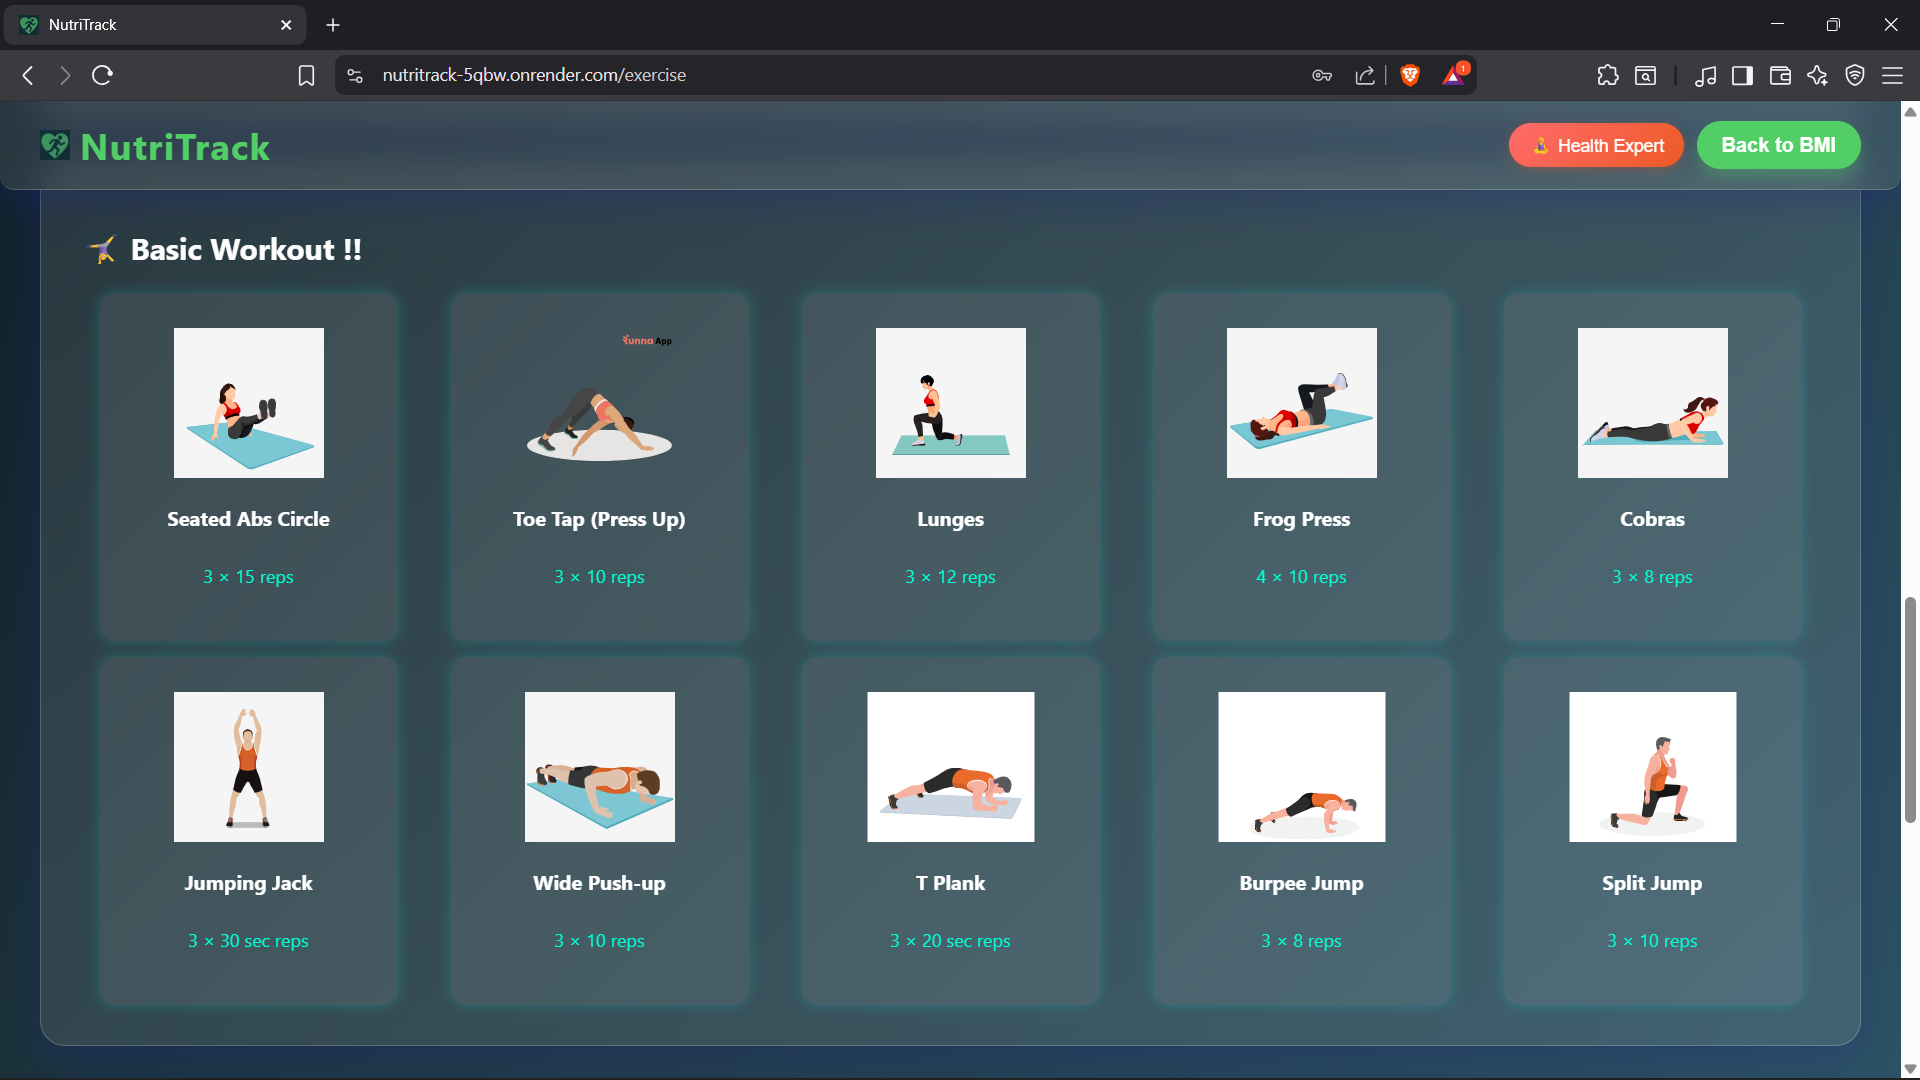 NutriTrack
nutritrack-5qbw.onrender.com/exercise
1
NutriTrack
Health Expert
Back to BMI
Basic Workout !!
Runna App
Seated Abs Circle
Toe Tap (Press Up)
Lunges
Frog Press
Cobras
3 × 15 reps
3 × 10 reps
3 × 12 reps
4 × 10 reps
3 × 8 reps
Jumping Jack
Wide Push-up
T Plank
Burpee Jump
Split Jump
3 × 30 sec reps
3 × 10 reps
3 × 20 sec reps
3 × 8 reps
3 × 10 reps